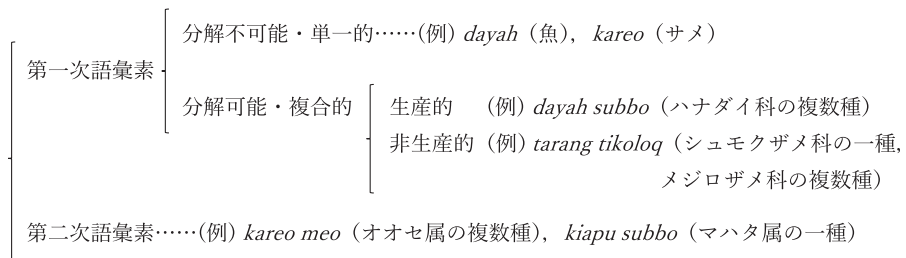 分解不可能・単一的……(例) dayah（魚），kareo（サメ）
第一次語彙素
分解可能・複合的
生産的 （例）dayah subbo（ハナダイ科の複数種）
非生産的（例）tarang tikoloq（シュモクザメ科の一種，
メジロザメ科の複数種）
第二次語彙素……(例) kareo meo（オオセ属の複数種），kiapu subbo（マハタ属の一種）